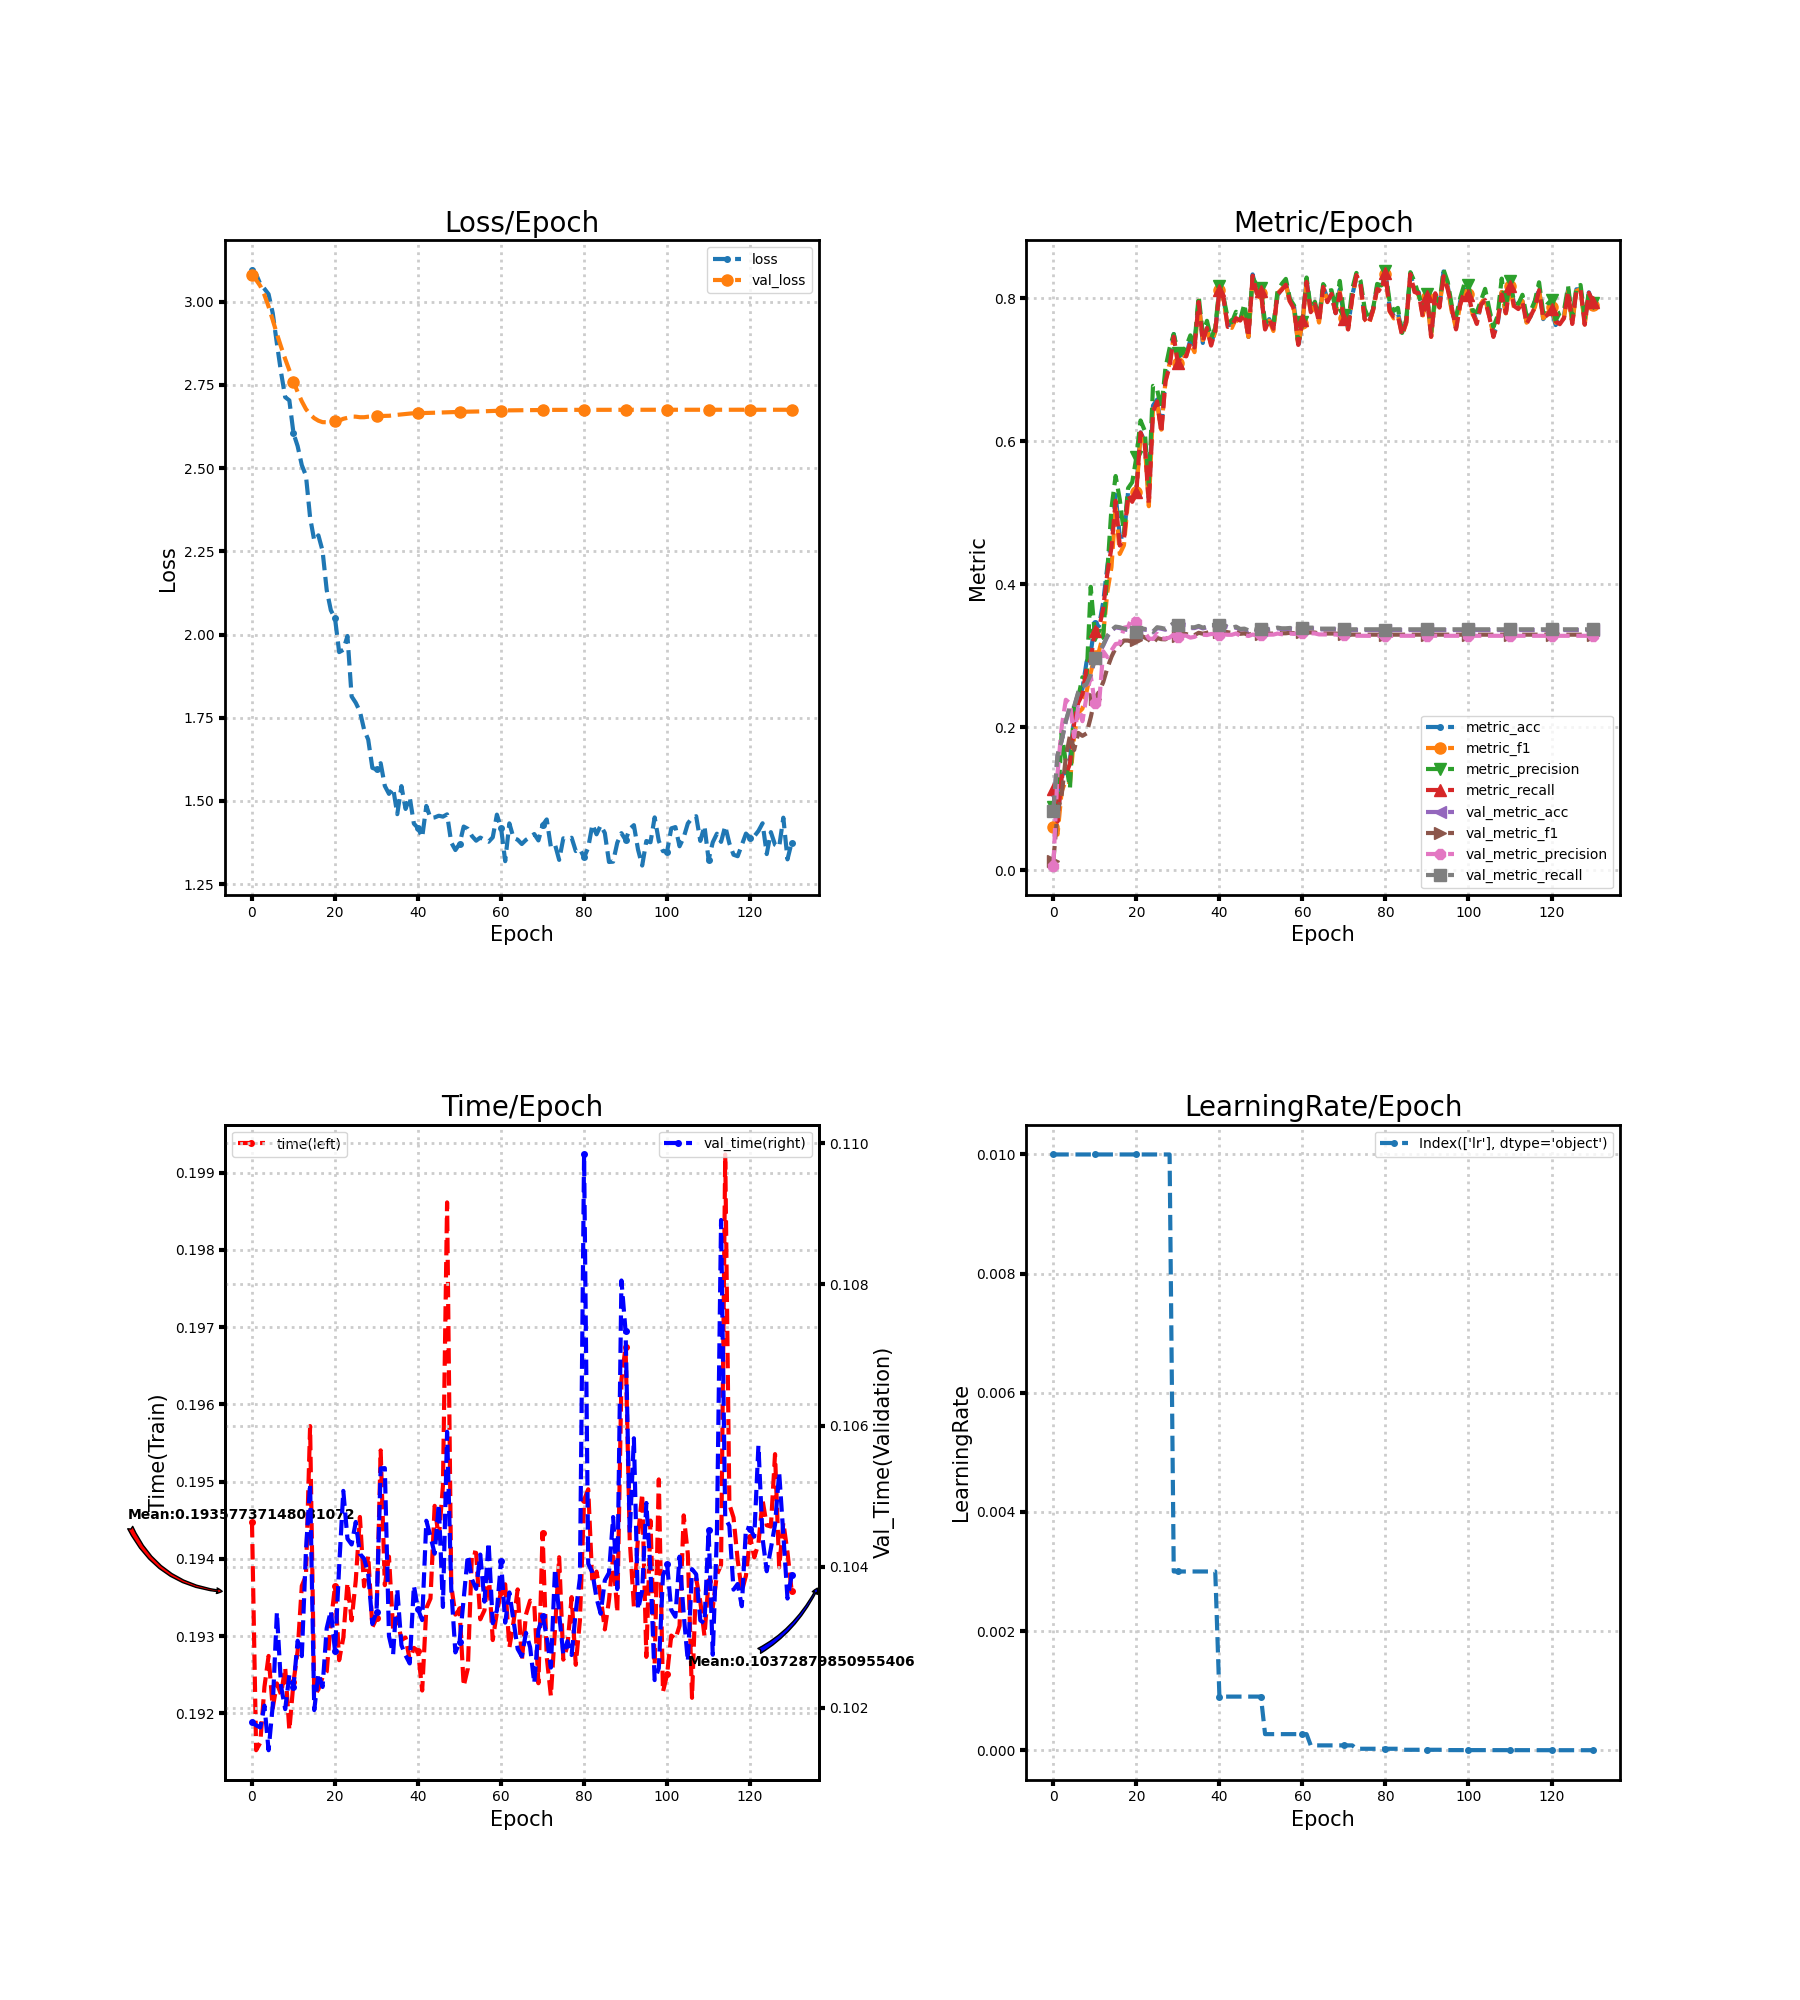 Loss/Epoch
loss
val_loss
3.00
2.75
2.50
2.25
2.00
1.75
1.50
1.25
Loss
0
20
40
60
80
100
120
Epoch
Metric/Epoch
0.8
0.6
0.4
0.2
0.0
Metric
metric_acc
metric_f1
metric_precision
metric_recall
val_metric_acc
val_metric_f1
val_metric_precision
val_metric_recall
0
20
40
60
80
100
120
Epoch
Time/Epoch
time(left)
val_time(right)
0.199
0.198
0.197
0.196
0.195
0.194
0.193
0.192
Time(Train)
0.110
0.108
0.106
0.104
0.102
Val_Time(Validation)
Mean:0.10372879850955406
0
20
40
60
80
100
120
Epoch
LearningRate/Epoch
Index(['lr'], dtype='object')
0.010
0.008
0.006
0.004
0.002
0.000
LearningRate
0
20
40
60
80
100
120
Epoch